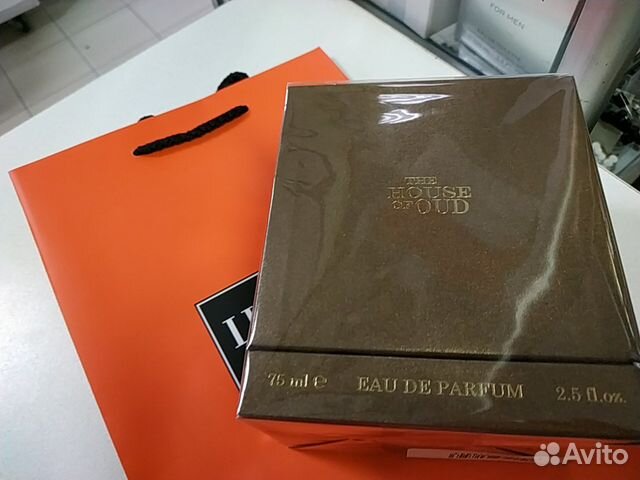 FOR MEN
THE
HOUSE
OF OUD
75 ml e EAU DE PARFUM 2.5 fl.oz.
Avito